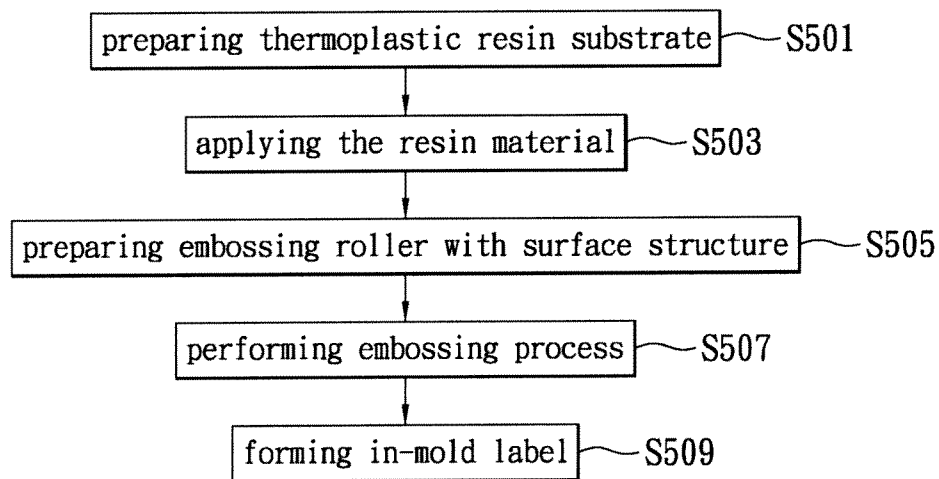 preparing thermoplastic resin substrate S501
applying the resin material S503
preparing embossing roller with surface structure S505
performing embossing process S507
forming in-mold label S509